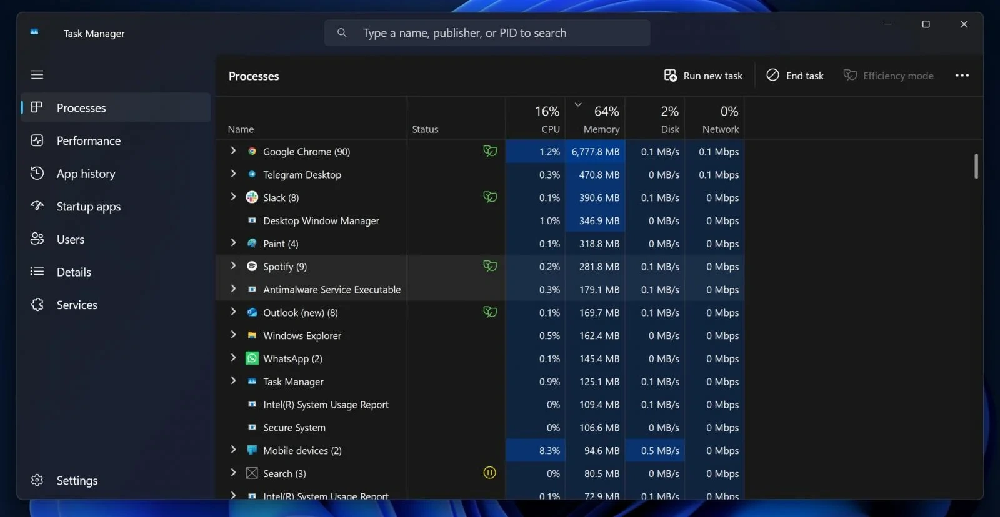 Task Manager
Type a name, publisher, or PID to search
Processes
Performance
App history
Startup apps
Users
Details
Services
Settings
Processes
Run new task
End task
Efficiency mode
16% 64% 2% 0%
Name Status CPU Memory Disk Network
Google Chrome (90) 1.2% 6,777.8 MB 0.1 MB/s 0.1 Mbps
Telegram Desktop 0.3% 470.8 MB 0 MB/s 0.1 Mbps
Slack (8) 0.1% 390.6 MB 0.1 MB/s 0 Mbps
Desktop Window Manager 1.0% 346.9 MB 0 MB/s 0 Mbps
Paint (4) 0.1% 318.8 MB 0 MB/s 0 Mbps
Spotify (9) 0.2% 281.8 MB 0.1 MB/s 0 Mbps
Antimalware Service Executable 0.3% 179.1 MB 0.1 MB/s 0 Mbps
Outlook (new) (8) 0.1% 169.7 MB 0.1 MB/s 0 Mbps
Windows Explorer 0.5% 162.4 MB 0 MB/s 0 Mbps
WhatsApp (2) 0.1% 145.4 MB 0 MB/s 0 Mbps
Task Manager 0.9% 125.1 MB 0.1 MB/s 0 Mbps
Intel(R) System Usage Report 0% 109.4 MB 0.1 MB/s 0 Mbps
Secure System 0% 106.6 MB 0 MB/s 0 Mbps
Mobile devices (2) 8.3% 94.6 MB 0.5 MB/s 0 Mbps
Search (3) 0% 80.5 MB 0 MB/s 0 Mbps
Intel(R) System Usage Report 0.1% 72.9 MB 0.1 MB/s 0 Mbps